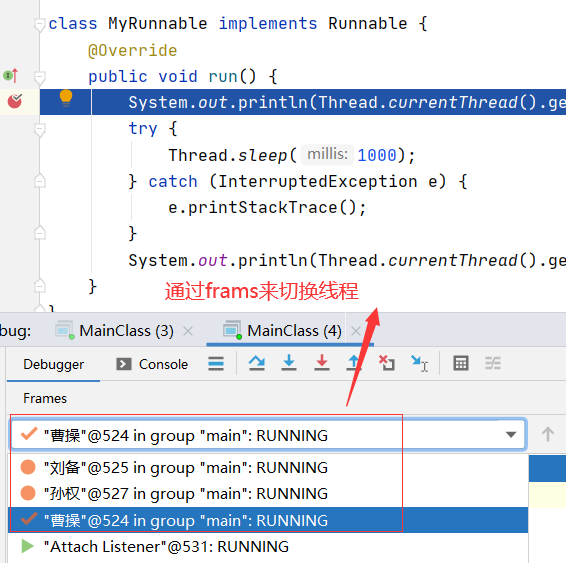 class MyRunnable implements Runnable {
@Override
public void run() {
System.out.println(Thread.currentThread().ge
try {
Thread.sleep( millis: 1000);
} catch (InterruptedException e) {
e.printStackTrace();
}
System.out.println(Thread.currentThread().ge
}
通过frams来切换线程
}
bug: MainClass (3) MainClass (4)
Debugger Console
Frames
"曹操"@524 in group "main": RUNNING
"刘备"@525 in group "main": RUNNING
"孙权"@527 in group "main": RUNNING
"曹操"@524 in group "main": RUNNING
"Attach Listener"@531: RUNNING